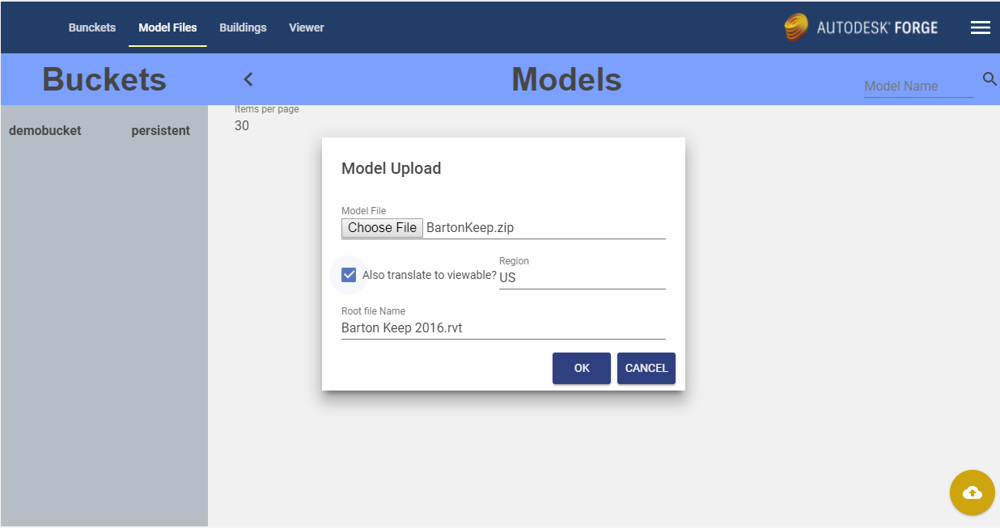 Bunckets Model Files Buildings Viewer AUTODESK® FORGE
Buckets Models Model Name
demobucket persistent
Items per page
30
Model Upload
Model File
Choose File BartonKeep.zip
Also translate to viewable?
Region
US
Root file Name
Barton Keep 2016.rvt
OK CANCEL